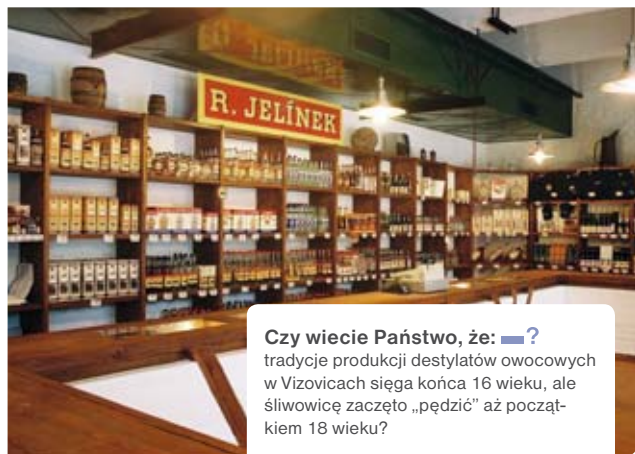 R. JELÍNEK
Czy wiecie Państwo, że: ?
tradycje produkcji destylatów owocowych
w Vizovicach sięga końca 16 wieku, ale
śliwowicę zaczęto „pędzić” aż począt-
kiem 18 wieku?